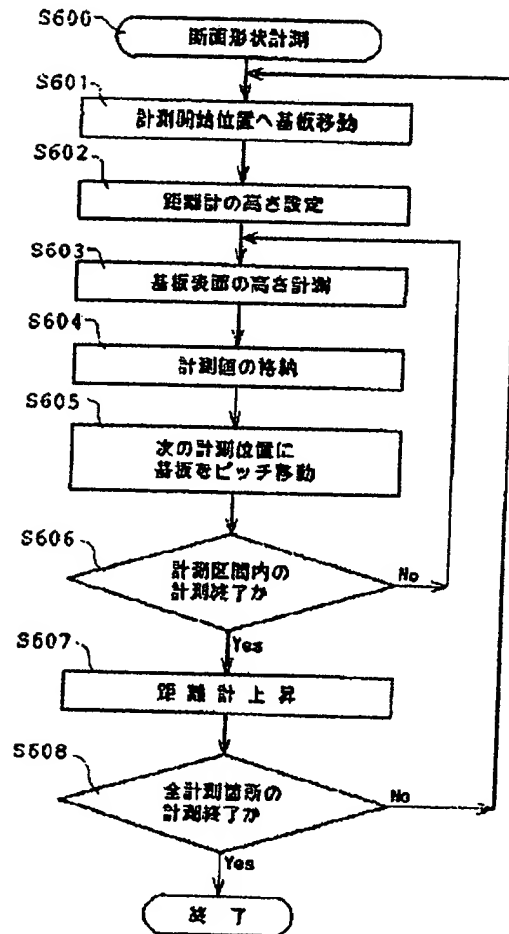 S600
断面形状計測
S601
計測開始位置へ基板移動
S602
距離計の高さ設定
S603
基板表面の高さ計測
S604
計測値の格納
S605
次の計測位置に
基板をピッチ移動
S606
計測区間内の
計測終了か
No
Yes
S607
距離計上昇
S608
全計測箇所の
計測終了か
No
Yes
終了